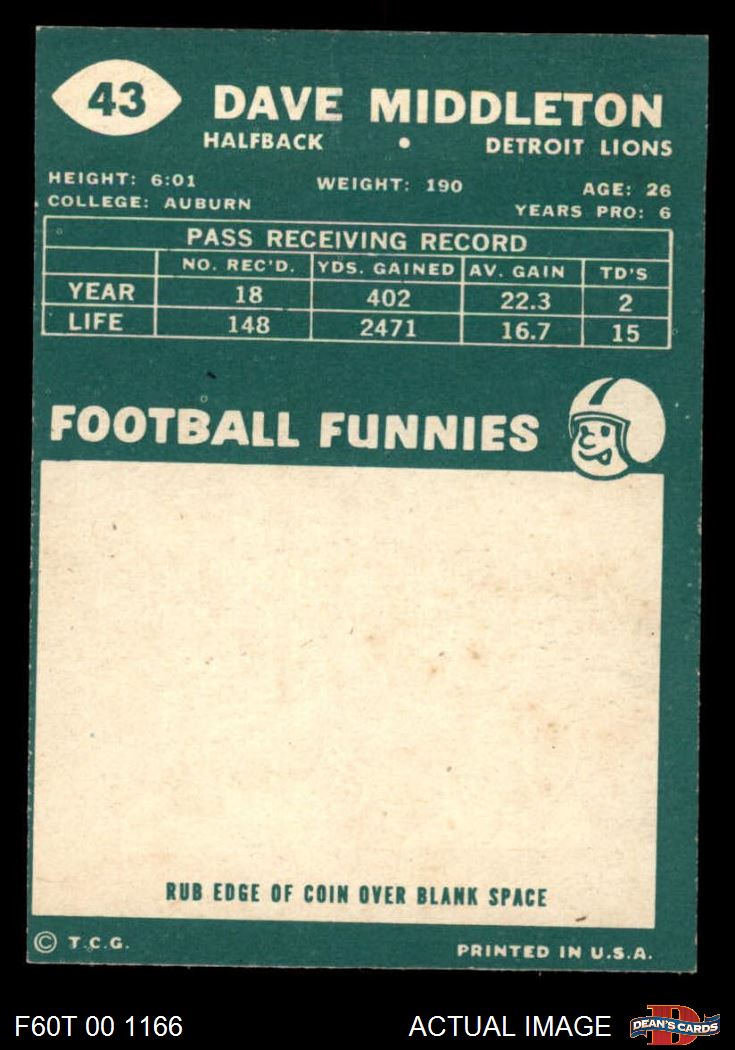 43
DAVE MIDDLETON
HALFBACK • DETROIT LIONS
HEIGHT: 6:01 WEIGHT: 190 AGE: 26
COLLEGE: AUBURN YEARS PRO: 6
PASS RECEIVING RECORD
NO. REC'D. YDS. GAINED AV. GAIN TD'S
YEAR 18 402 22.3 2
LIFE 148 2471 16.7 15
FOOTBALL FUNNIES
RUB EDGE OF COIN OVER BLANK SPACE
© T.C.G. PRINTED IN U.S.A.
F60T 00 1166 ACTUAL IMAGE DEAN'S CARDS